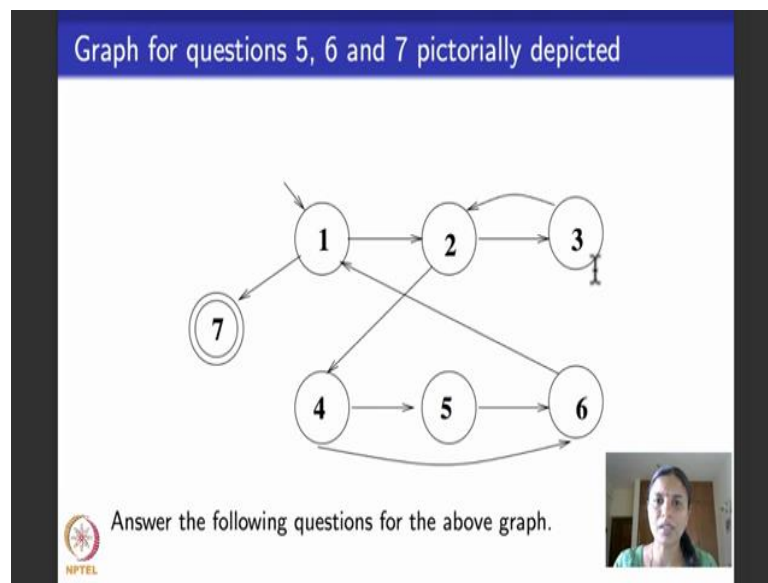 Graph for questions 5, 6 and 7 pictorially depicted
1 2 3
7
4 5 6
Answer the following questions for the above graph.
NPTEL